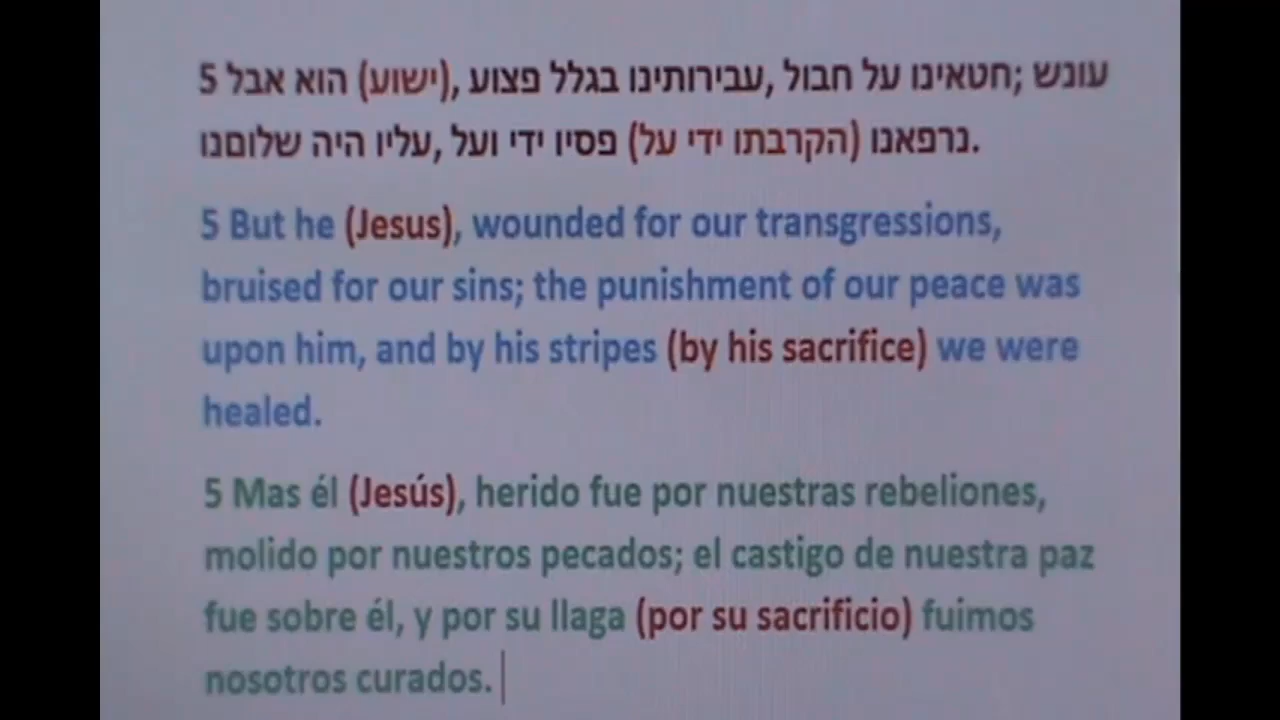 5 אבל הוא (ישוע), פצוע בגלל עבירותינו, חבול על חטאינו; עונש
שלוםנו היה עליו, ועל ידי פסיו (על ידי הקרבתו) נרפאנו.
5 But he (Jesus), wounded for our transgressions,
bruised for our sins; the punishment of our peace was
upon him, and by his stripes (by his sacrifice) we were
healed.
5 Mas él (Jesús), herido fue por nuestras rebeliones,
molido por nuestros pecados; el castigo de nuestra paz
fue sobre él, y por su llaga (por su sacrificio) fuimos
nosotros curados.